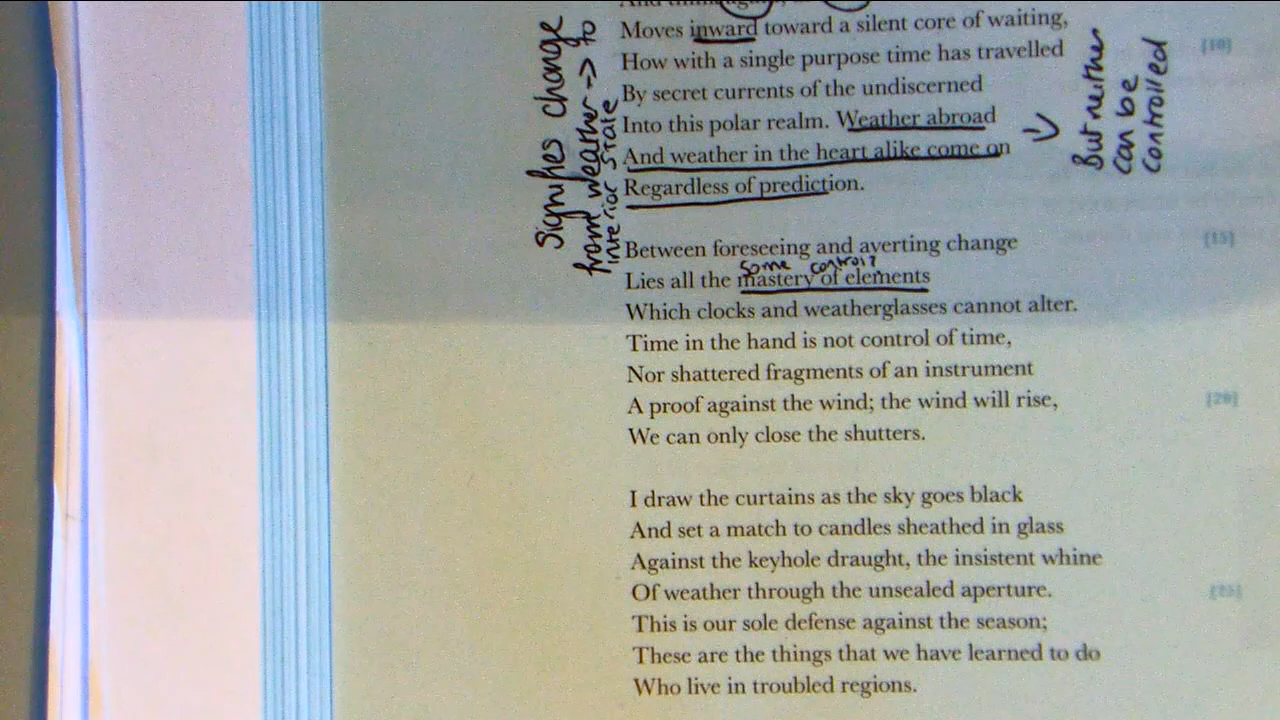 Moves inward toward a silent core of waiting,
[10]
How with a single purpose time has travelled
By secret currents of the undiscerned
Into this polar realm. Weather abroad
And weather in the heart alike come on
Regardless of prediction.
Signifies change
from weather -> to
interior state
But neither
can be
controlled
Between foreseeing and averting change
[15]
some control?
Lies all the mastery of elements
Which clocks and weatherglasses cannot alter.
Time in the hand is not control of time,
Nor shattered fragments of an instrument
A proof against the wind; the wind will rise,
[20]
We can only close the shutters.
I draw the curtains as the sky goes black
And set a match to candles sheathed in glass
Against the keyhole draught, the insistent whine
Of weather through the unsealed aperture.
[25]
This is our sole defense against the season;
These are the things that we have learned to do
Who live in troubled regions.